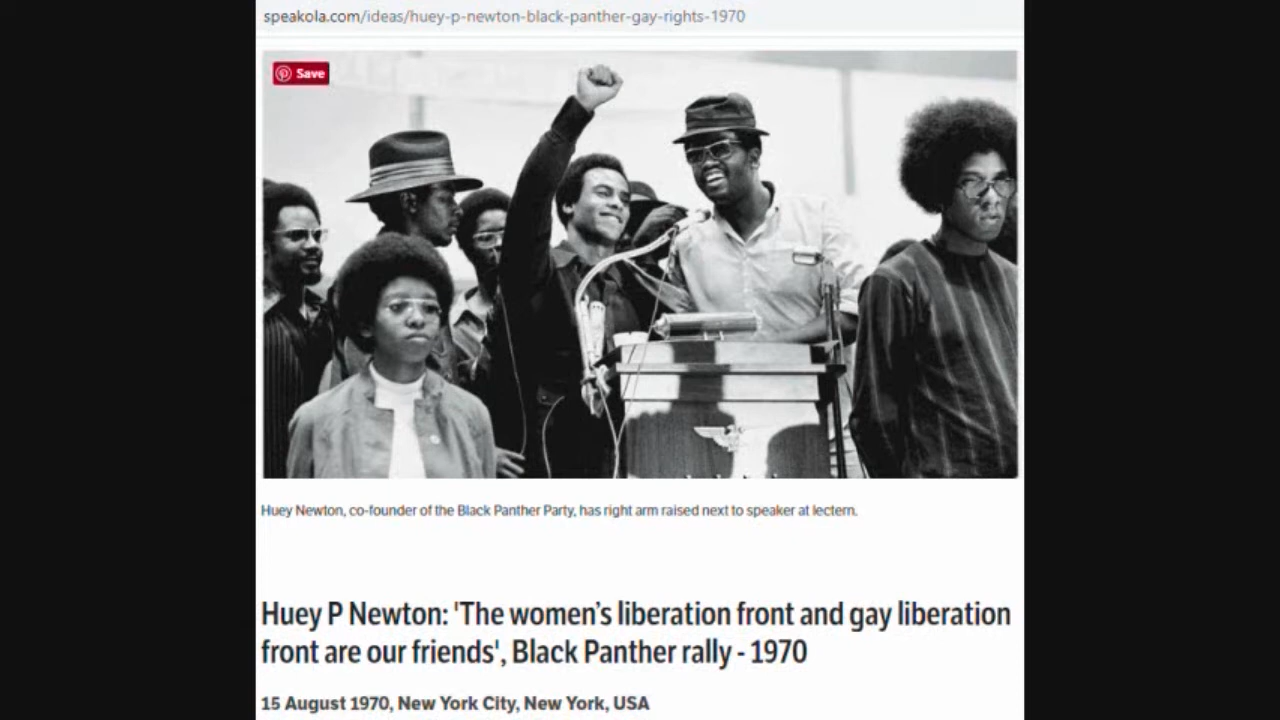 speakola.com/ideas/huey-p-newton-black-panther-gay-rights-1970
Save
Huey Newton, co-founder of the Black Panther Party, has right arm raised next to speaker at lectern.
Huey P Newton: 'The women’s liberation front and gay liberation
front are our friends', Black Panther rally - 1970
15 August 1970, New York City, New York, USA